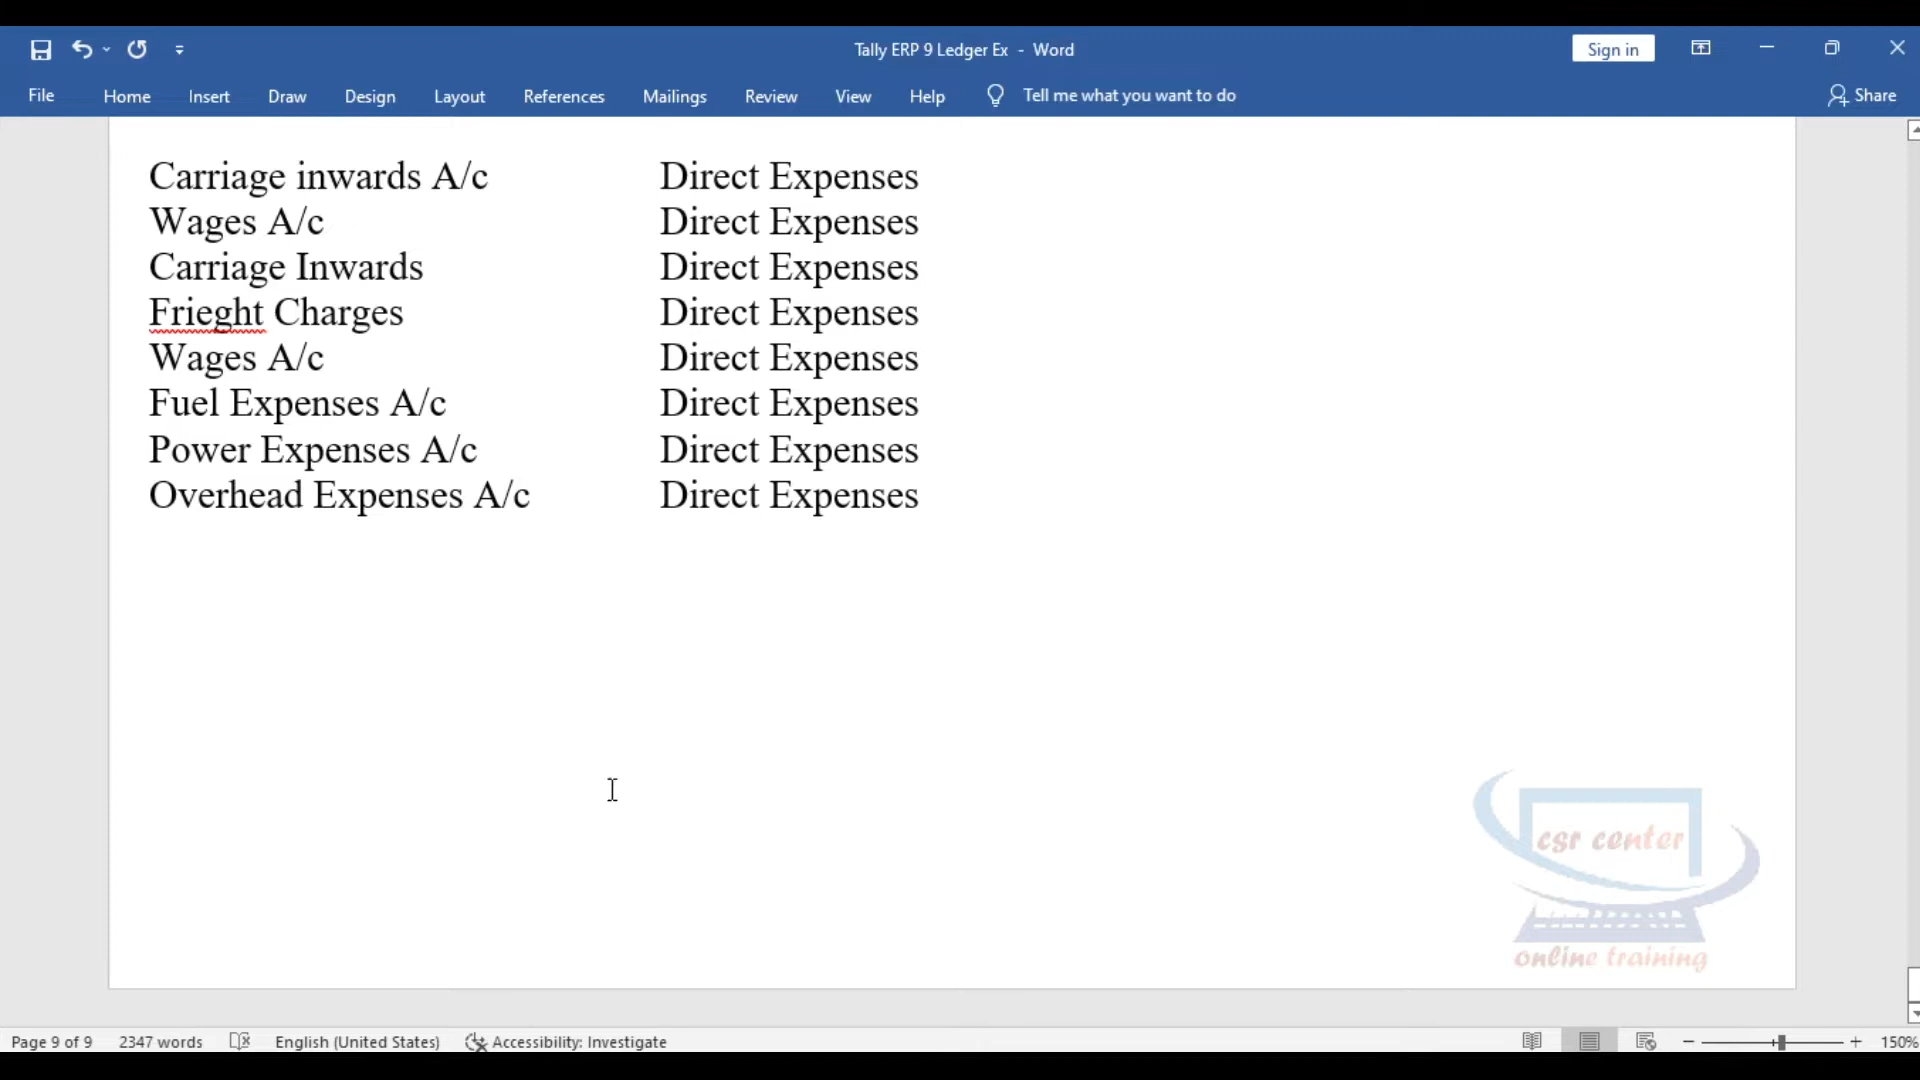 Tally ERP 9 Ledger Ex - Word
Sign in
File Home Insert Draw Design Layout References Mailings Review View Help Tell me what you want to do Share
Carriage inwards A/c Direct Expenses
Wages A/c Direct Expenses
Carriage Inwards Direct Expenses
Frieght Charges Direct Expenses
Wages A/c Direct Expenses
Fuel Expenses A/c Direct Expenses
Power Expenses A/c Direct Expenses
Overhead Expenses A/c Direct Expenses
csr center
online training
Page 9 of 9 2347 words English (United States) Accessibility: Investigate 150%